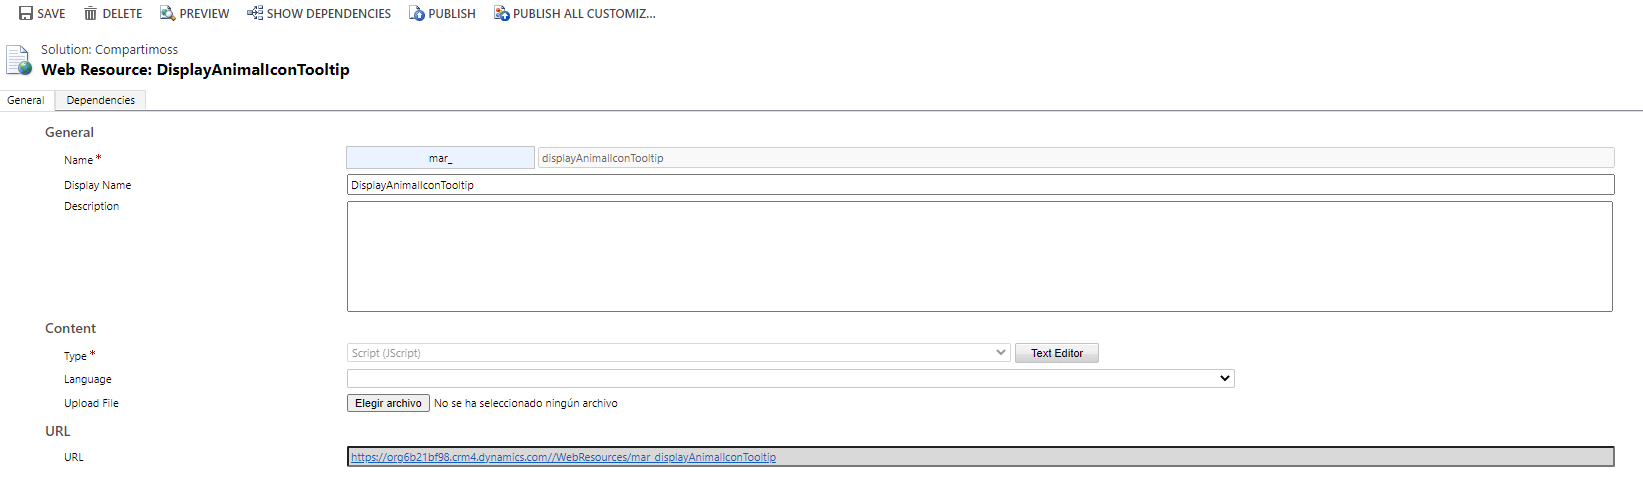 SAVE DELETE PREVIEW SHOW DEPENDENCIES PUBLISH PUBLISH ALL CUSTOMIZ...
Solution: Compartimoss
Web Resource: DisplayAnimalIconTooltip
General Dependencies
General
Name * mar_ displayAnimalIconTooltip
Display Name DisplayAnimalIconTooltip
Description
Content
Type * Script (JScript) Text Editor
Language
Upload File Elegir archivo No se ha seleccionado ningún archivo
URL
URL https://org6b21bf98.crm4.dynamics.com//WebResources/mar_displayAnimalIconTooltip